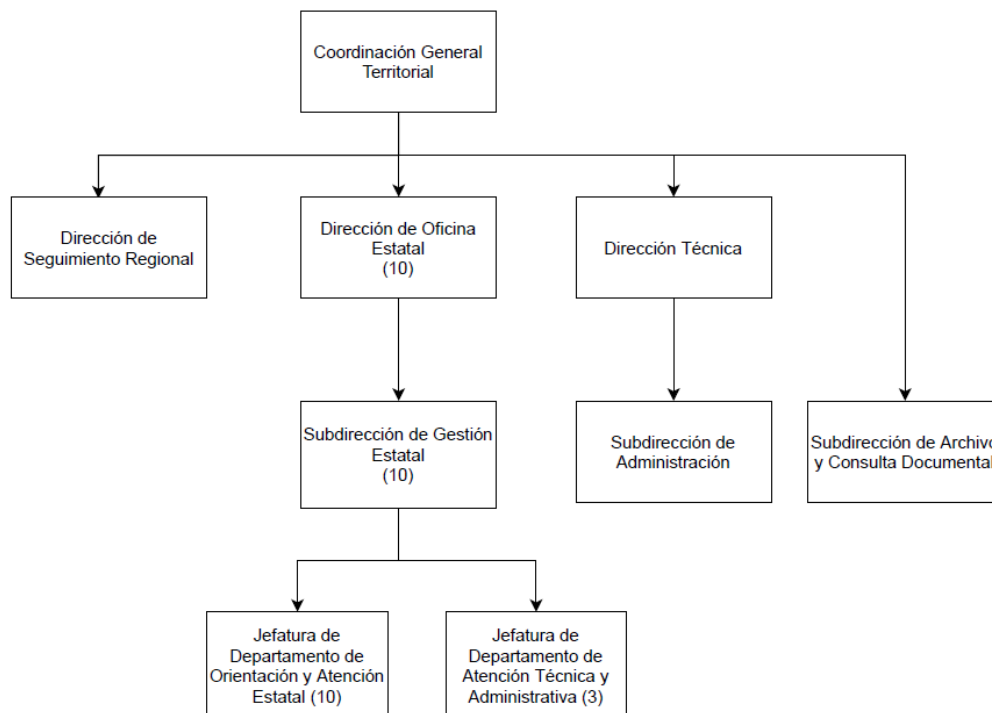 Coordinación General
Territorial
Dirección de
Seguimiento Regional
Dirección de Oficina
Estatal
(10)
Dirección Técnica
Subdirección de Gestión
Estatal
(10)
Subdirección de
Administración
Subdirección de Archivo
y Consulta Documental
Jefatura de
Departamento de
Orientación y Atención
Estatal (10)
Jefatura de
Departamento de
Atención Técnica y
Administrativa (3)